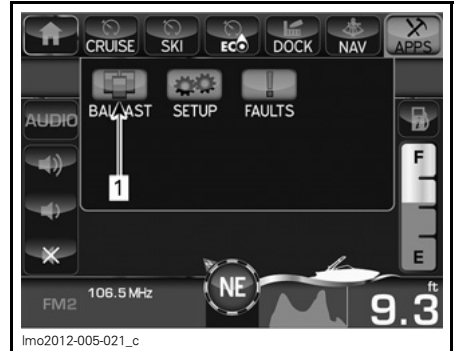 CRUISE SKI ECO DOCK NAV APPS
AUDIO BALLAST SETUP FAULTS
1
F
E
NE
FM2 106.5 MHz
ft
9.3
lmo2012-005-021_c